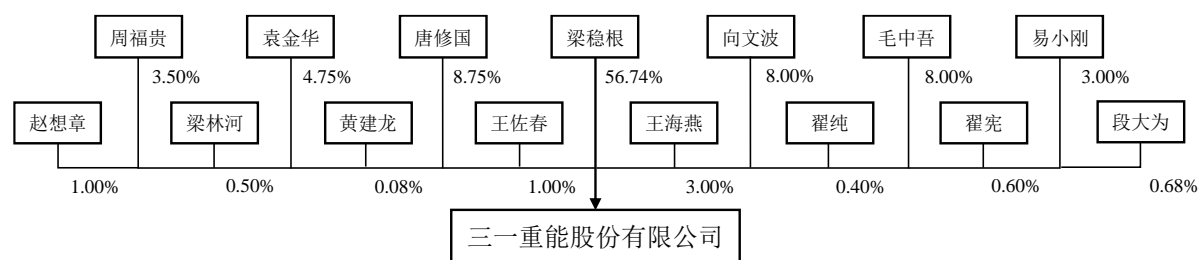 周福贵
袁金华
唐修国
梁稳根
向文波
毛中吾
易小刚
3.50%
4.75%
8.75%
56.74%
8.00%
8.00%
3.00%
赵想章
梁林河
黄建龙
王佐春
王海燕
翟纯
翟宪
段大为
1.00%
0.50%
0.08%
1.00%
3.00%
0.40%
0.60%
0.68%
三一重能股份有限公司